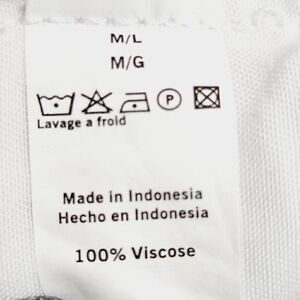 M/L
M/G
P
Lavage a froid
Made in Indonesia
Hecho en Indonesia
100% Viscose